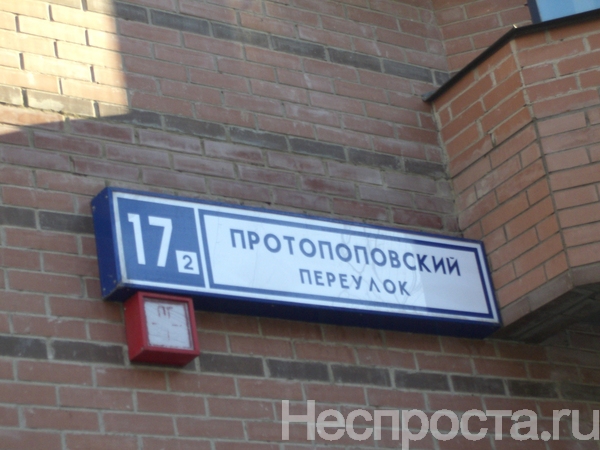 17
2
ПРОТОПОПОВСКИЙ
ПЕРЕУЛОК
ПГ
Неспроста.ru